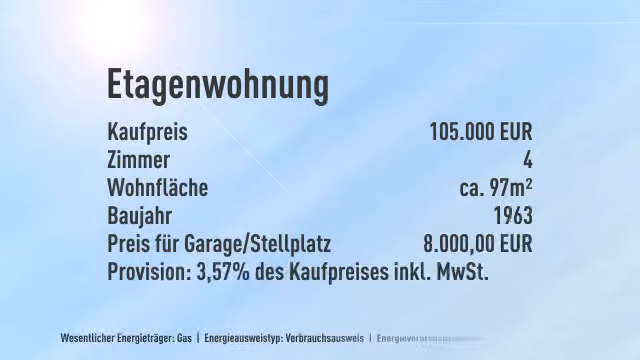 Etagenwohnung
Kaufpreis 105.000 EUR
Zimmer 4
Wohnfläche ca. 97m²
Baujahr 1963
Preis für Garage/Stellplatz 8.000,00 EUR
Provision: 3,57% des Kaufpreises inkl. MwSt.
Wesentlicher Energieträger: Gas | Energieausweistyp: Verbrauchsausweis |